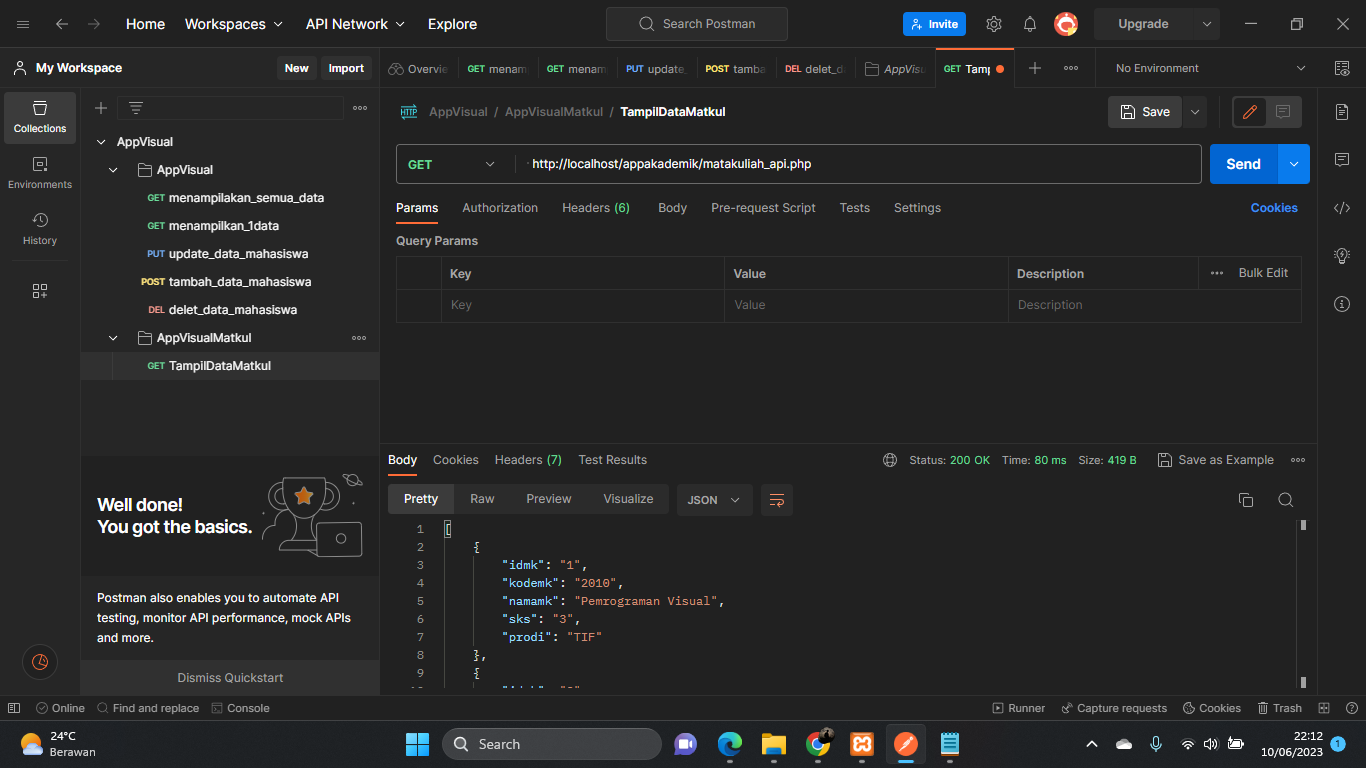 Home Workspaces API Network Explore Search Postman Invite Upgrade
My Workspace New Import Overvie GET menam GET menam PUT update_ POST tamba DEL delet_d AppVisu GET Tamp No Environment
Collections
Environments
History
AppVisual
AppVisual
GET menampilakan_semua_data
GET menampilkan_1data
PUT update_data_mahasiswa
POST tambah_data_mahasiswa
DEL delet_data_mahasiswa
AppVisualMatkul
GET TampilDataMatkul
Well done!
You got the basics.
Postman also enables you to automate API
testing, monitor API performance, mock APIs
and more.
Dismiss Quickstart
HTTP AppVisual / AppVisualMatkul / TampilDataMatkul Save
GET http://localhost/appakademik/matakuliah_api.php Send
Params Authorization Headers (6) Body Pre-request Script Tests Settings Cookies
Query Params
Key Value Description Bulk Edit
Key Value Description
Body Cookies Headers (7) Test Results Status: 200 OK Time: 80 ms Size: 419 B Save as Example
Pretty Raw Preview Visualize JSON
1 [
2 {
3 "idmk": "1",
4 "kodemk": "2010",
5 "namamk": "Pemrograman Visual",
6 "sks": "3",
7 "prodi": "TIF"
8 },
9 {
Online Find and replace Console Runner Capture requests Cookies Trash
24°C
Berawan
Search
22:12
10/06/2023 1